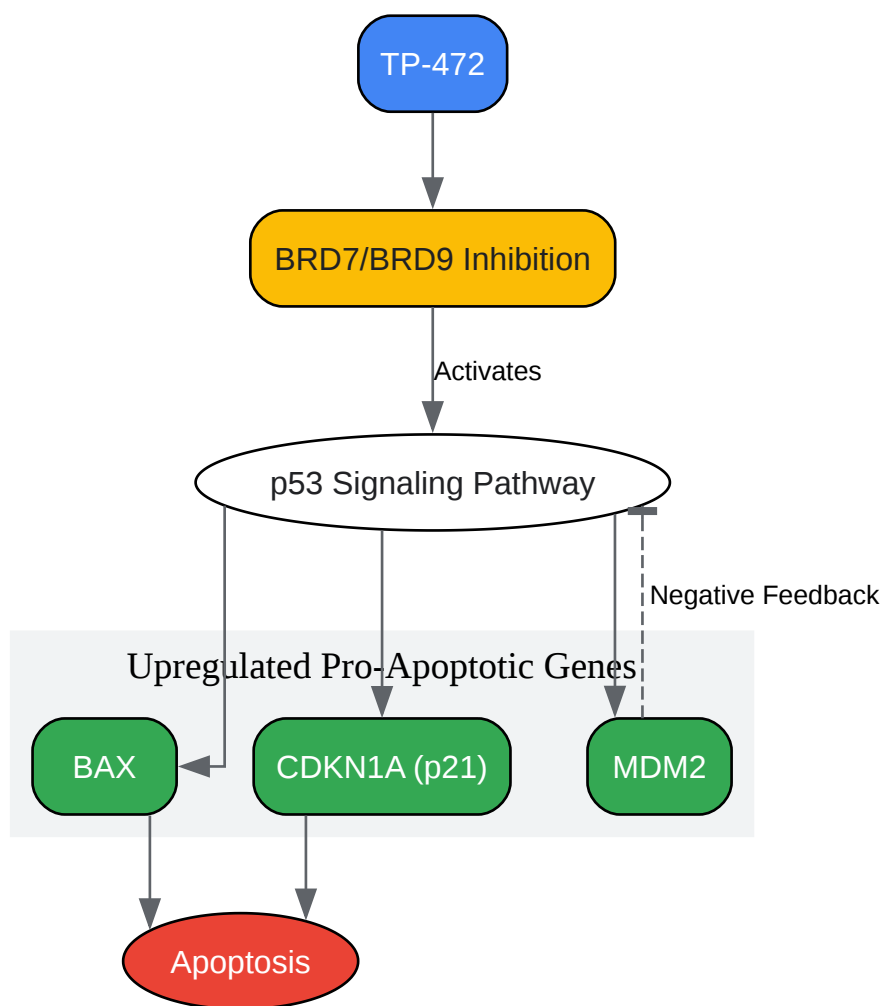 TP-472
BRD7/BRD9 Inhibition
Activates
p53 Signaling Pathway
Negative Feedback
Upregulated Pro-Apoptotic Genes
BAX
CDKN1A (p21)
MDM2
Apoptosis